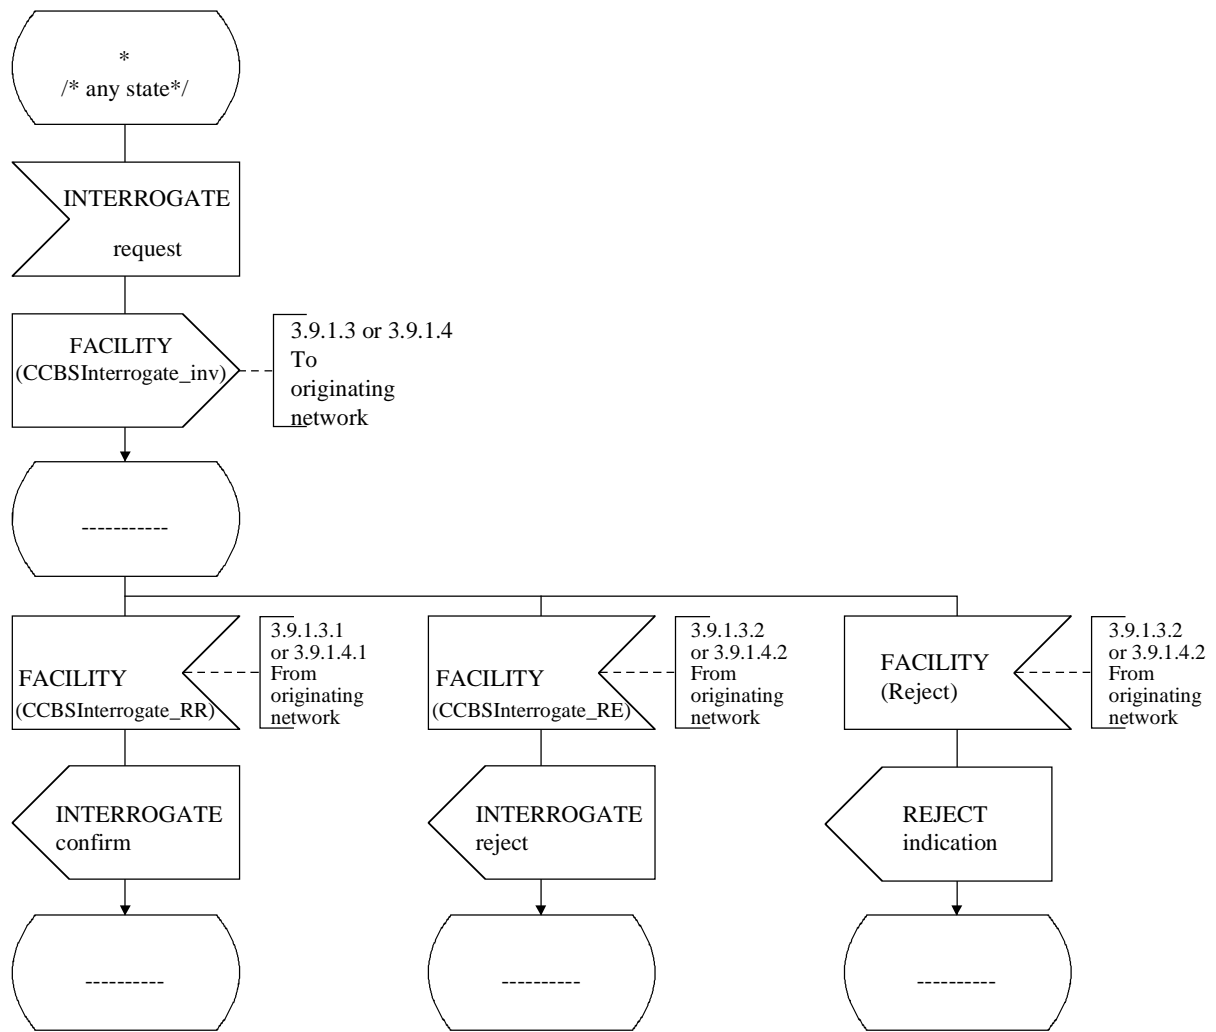 *
/* any state*/
INTERROGATE
request
FACILITY
(CCBSInterrogate_inv)
3.9.1.3 or 3.9.1.4
To
originating
network
-----------
FACILITY
(CCBSInterrogate_RR)
3.9.1.3.1
or 3.9.1.4.1
From
originating
network
FACILITY
(CCBSInterrogate_RE)
3.9.1.3.2
or 3.9.1.4.2
From
originating
network
FACILITY
(Reject)
3.9.1.3.2
or 3.9.1.4.2
From
originating
network
INTERROGATE
confirm
INTERROGATE
reject
REJECT
indication
----------
----------
----------